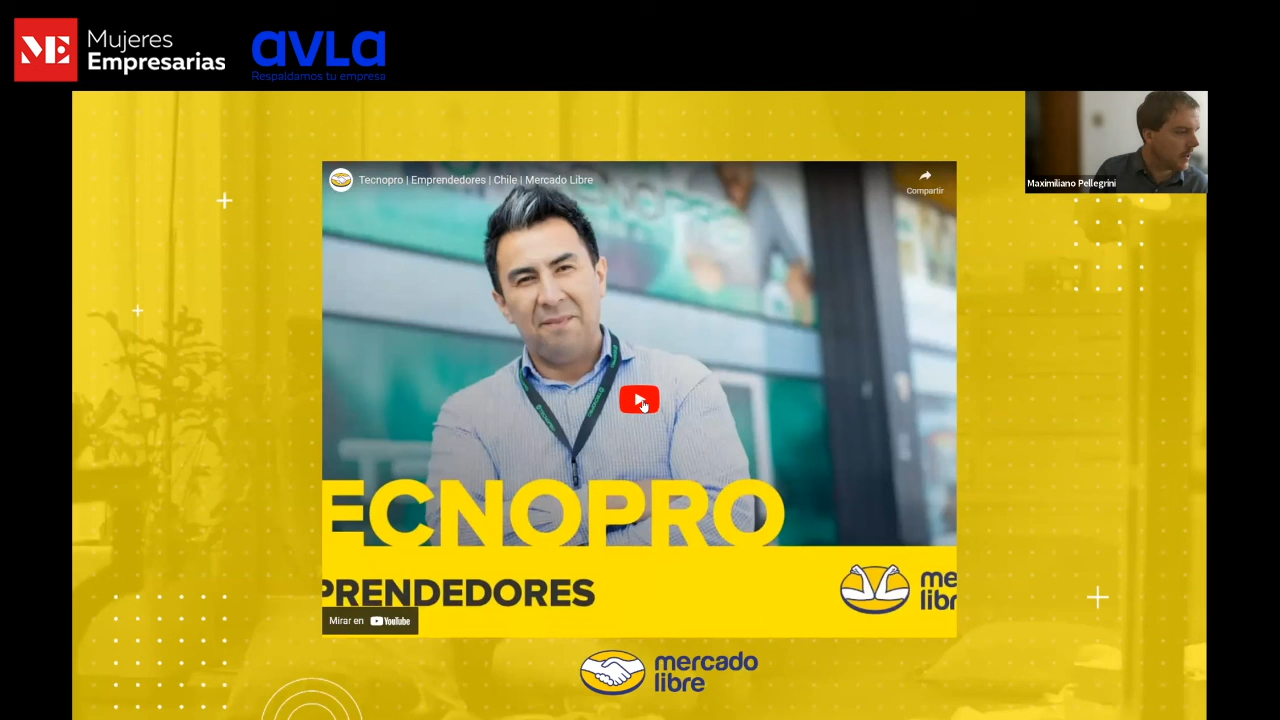 ME
Mujeres
Empresarias
avla
Respaldamos tu empresa
Maximiliano Pellegrini
Tecnopro | Emprendedores | Chile | Mercado Libre
Compartir
ECNOPRO
PRENDEDORES
me
libr
Mirar en YouTube
mercado
libre